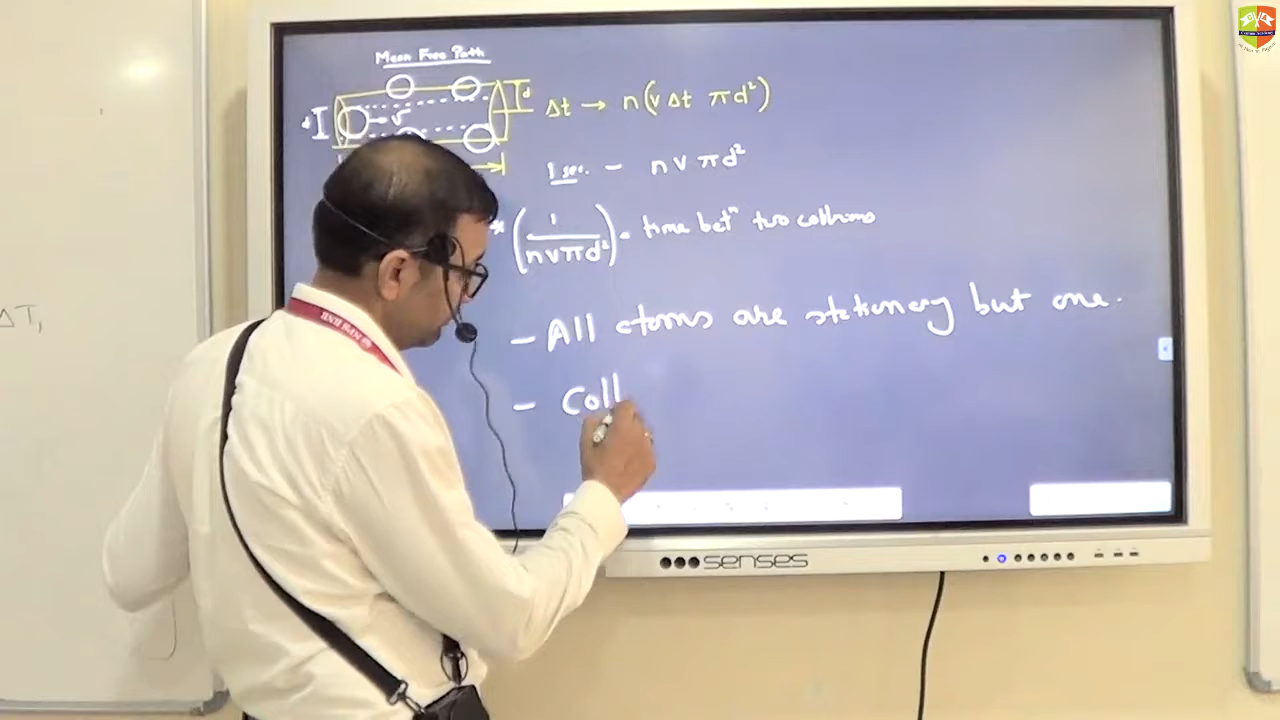 Mean Free Path
d
d
v
Δt → n(v Δt πd²)
1 sec. – n v πd²
* (1/nvπd²) = time betⁿ two collisions
- All atoms are stationary but one.
- Coll
ΔT,
senses